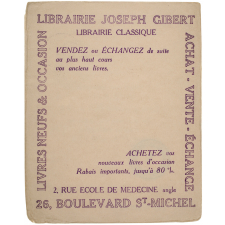 LIBRAIRIE JOSEPH GIBERT
LIBRAIRIE CLASSIQUE
VENDEZ ou ÉCHANGEZ de suite
au plus haut cours
vos anciens livres.
LIVRES NEUFS & OCCASION
ACHAT - VENTE - ÉCHANGE
ACHETEZ nos
nouveaux livres d'occasion
Rabais importants, jusqu'à 80 %.
2, RUE ECOLE DE MEDECINE angle
26, BOULEVARD ST-MICHEL